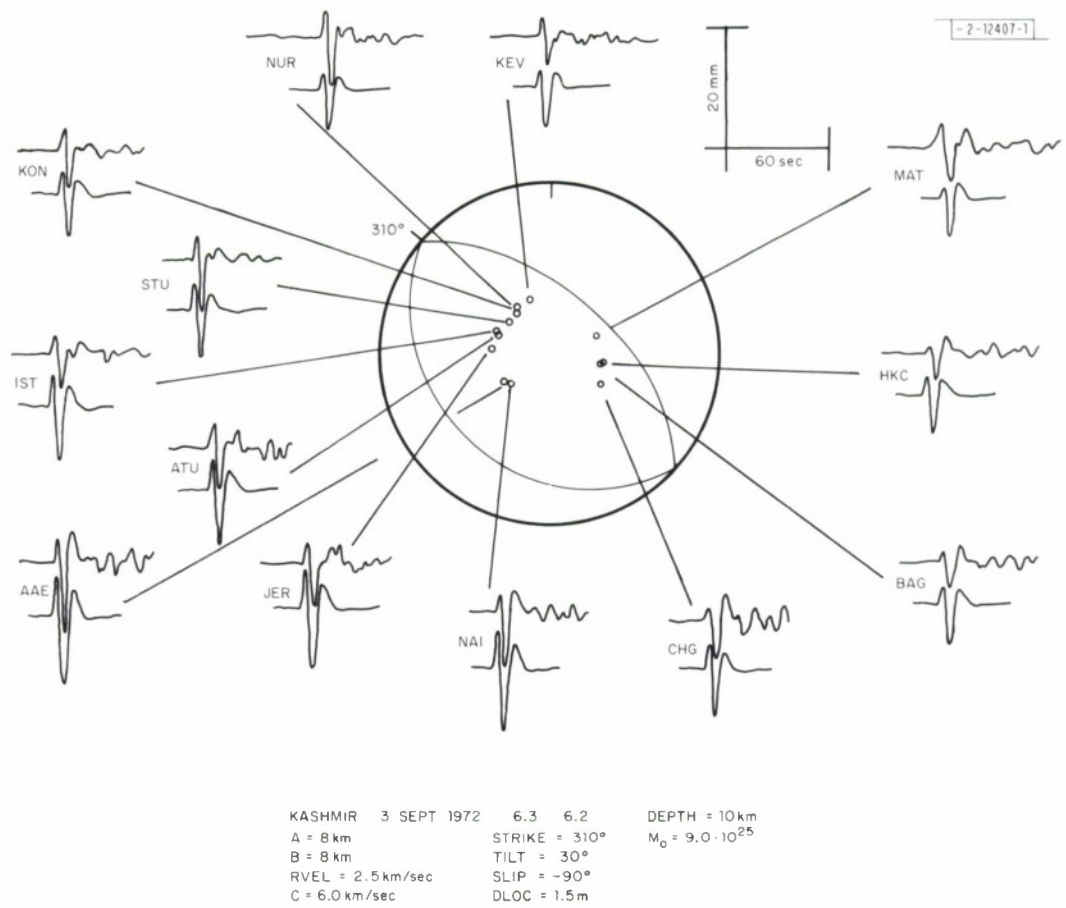 - 2 - 12407 - 1
NUR
KEV
20 mm
60 sec
KON
MAT
310°
STU
IST
HKC
ATU
AAE
JER
BAG
NAI
CHG
KASHMIR 3 SEPT 1972 6.3 6.2 DEPTH = 10 km
A = 8 km STRIKE = 310° M₀ = 9.0 · 10²⁵
B = 8 km TILT = 30°
RVEL = 2.5 km/sec SLIP = -90°
C = 6.0 km/sec DLOC = 1.5 m